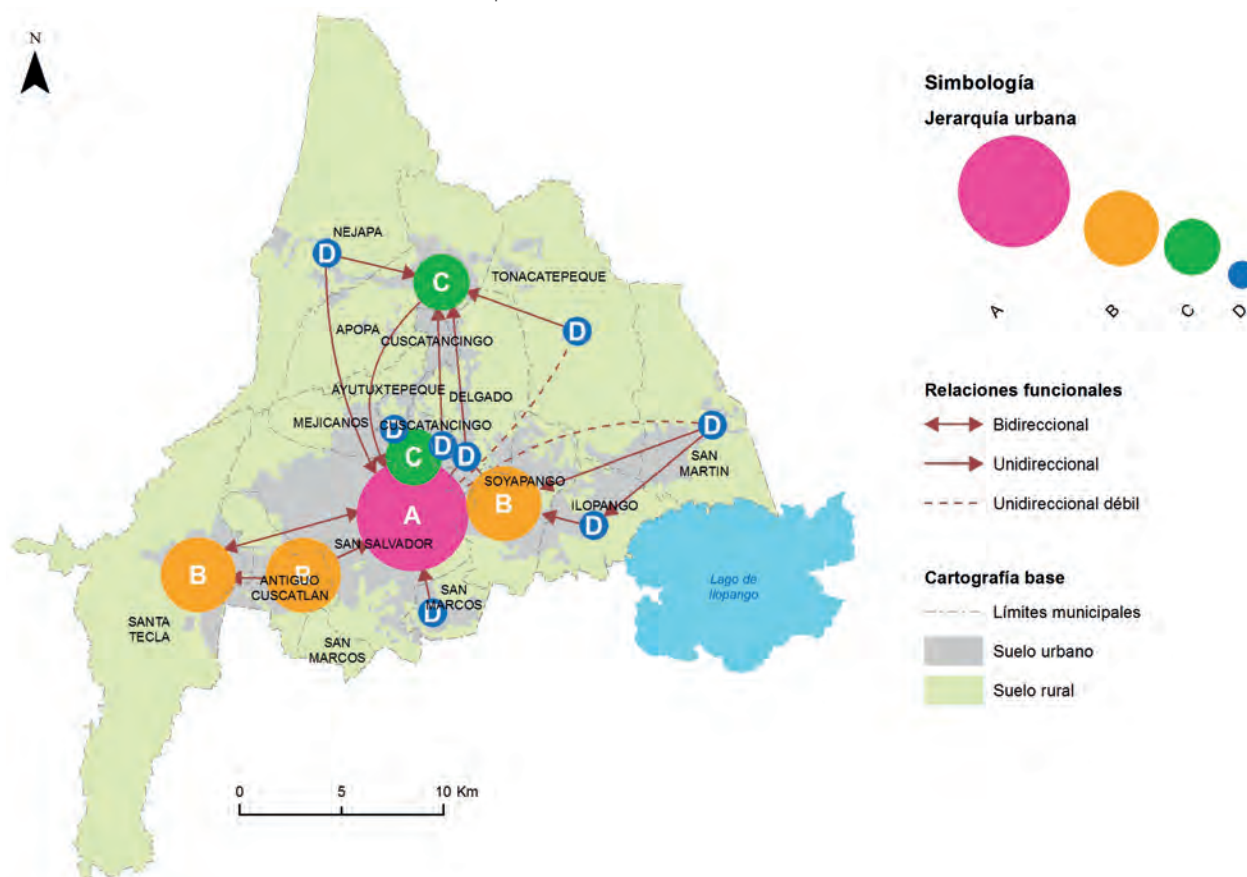 N
NEJAPA
D
C
TONACATEPEQUE
D
APOPA
CUSCATANCINGO
AYUTUXTEPEQUE
DELGADO
MEJICANOS
CUSCATANCINGO
D
D
D
D
C
SAN
MARTIN
SOYAPANGO
B
ILOPANGO
D
A
SAN SALVADOR
B
B
ANTIGUO
CUSCATLAN
SANTA
TECLA
SAN
MARCOS
D
SAN
MARCOS
Lago de
Ilopango
0 5 10 Km
Simbología
Jerarquía urbana
A B C D
Relaciones funcionales
Bidireccional
Unidireccional
Unidireccional débil
Cartografía base
Límites municipales
Suelo urbano
Suelo rural